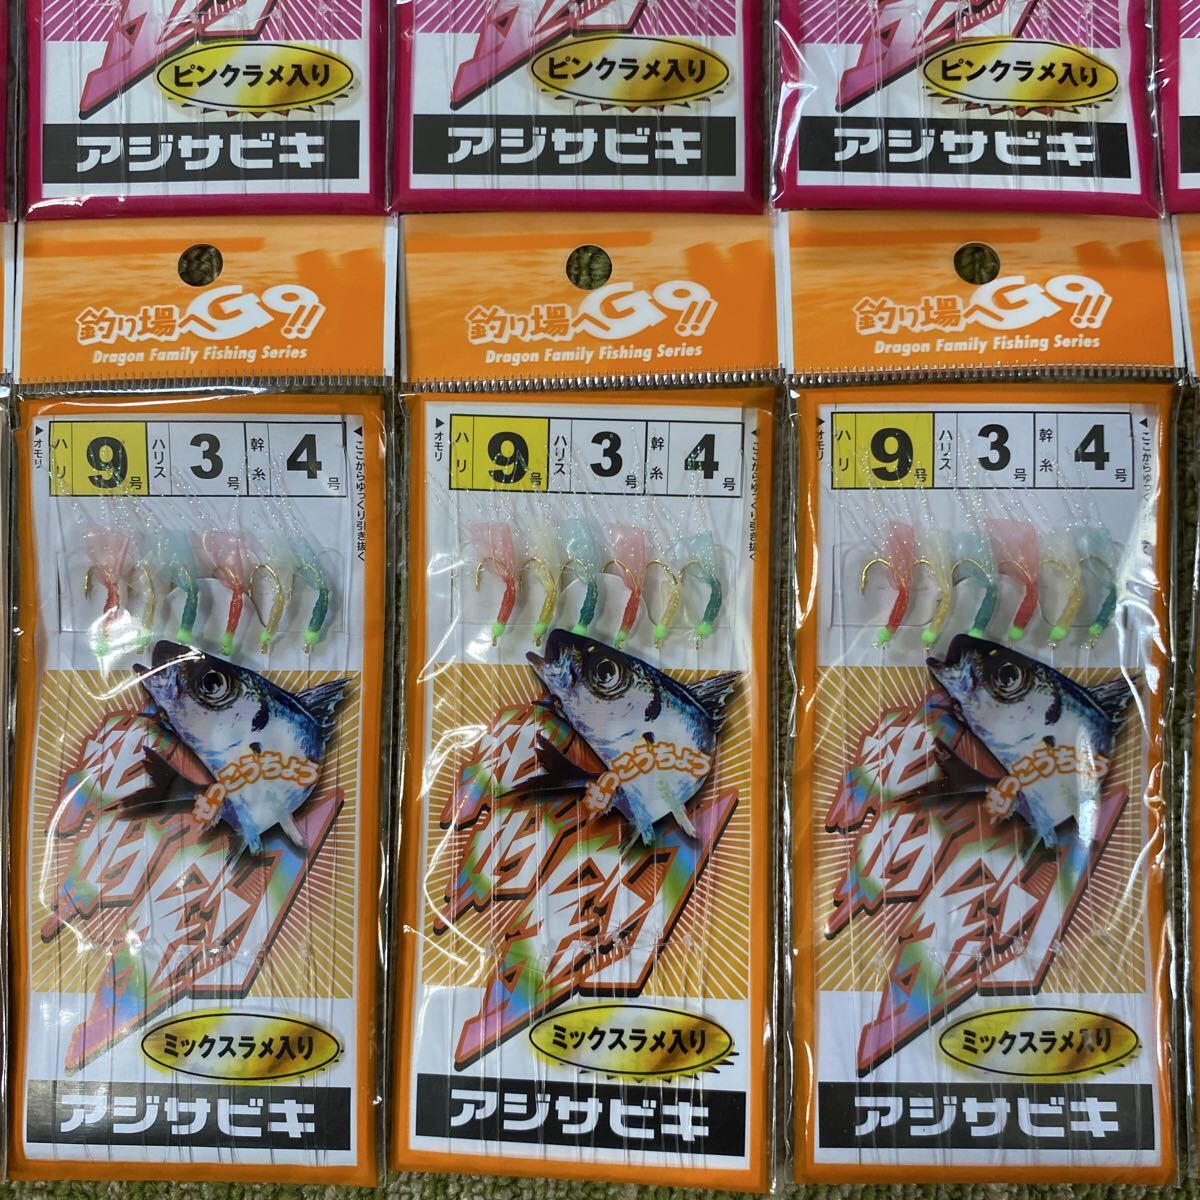 ピンクラメ入り
アジサビキ
ピンクラメ入り
アジサビキ
ピンクラメ入り
アジサビキ
釣り場へGO!!
Dragon Family Fishing Series
オモリ
ハリ 9号 ハリス 3号 幹糸 4号
ここからゆっくり引き抜く
ぜっこうちょう
ミックスラメ入り
アジサビキ
釣り場へGO!!
Dragon Family Fishing Series
オモリ
ハリ 9号 ハリス 3号 幹糸 4号
ここからゆっくり引き抜く
ぜっこうちょう
ミックスラメ入り
アジサビキ
釣り場へGO!!
Dragon Family Fishing Series
オモリ
ハリ 9号 ハリス 3号 幹糸 4号
ここからゆっくり引き抜く
ぜっこうちょう
ミックスラメ入り
アジサビキ